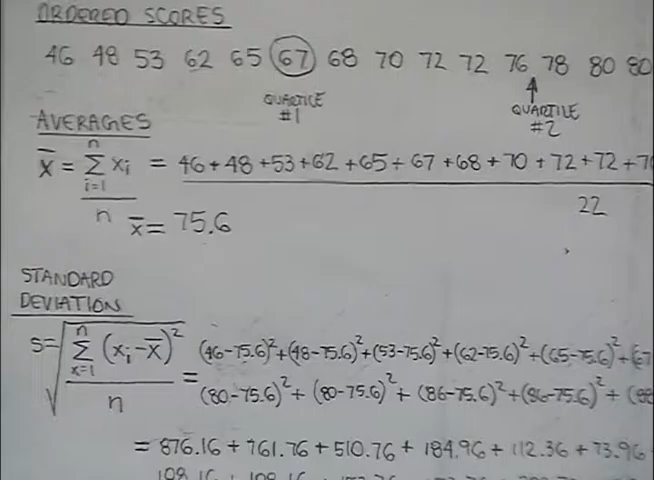 ORDERED SCORES
46 48 53 62 65 67 68 70 72 72 76 78 80 80
QUARTILE QUARTILE
#1 #2
AVERAGES
x̄ = Σ xᵢ = 46+48+53+62+65+67+68+70+72+72+7
n i=1 n 22
x̄ = 75.6
STANDARD
DEVIATION
s= √ n Σ x=1 (xᵢ-x̄)² / n = (46-75.6)²+(48-75.6)²+(53-75.6)²+(62-75.6)²+(65-75.6)²+(67
(80-75.6)²+(80-75.6)²+(86-75.6)²+(86-75.6)²+(88
= 876.16+761.76+510.76+184.96+112.36+73.96